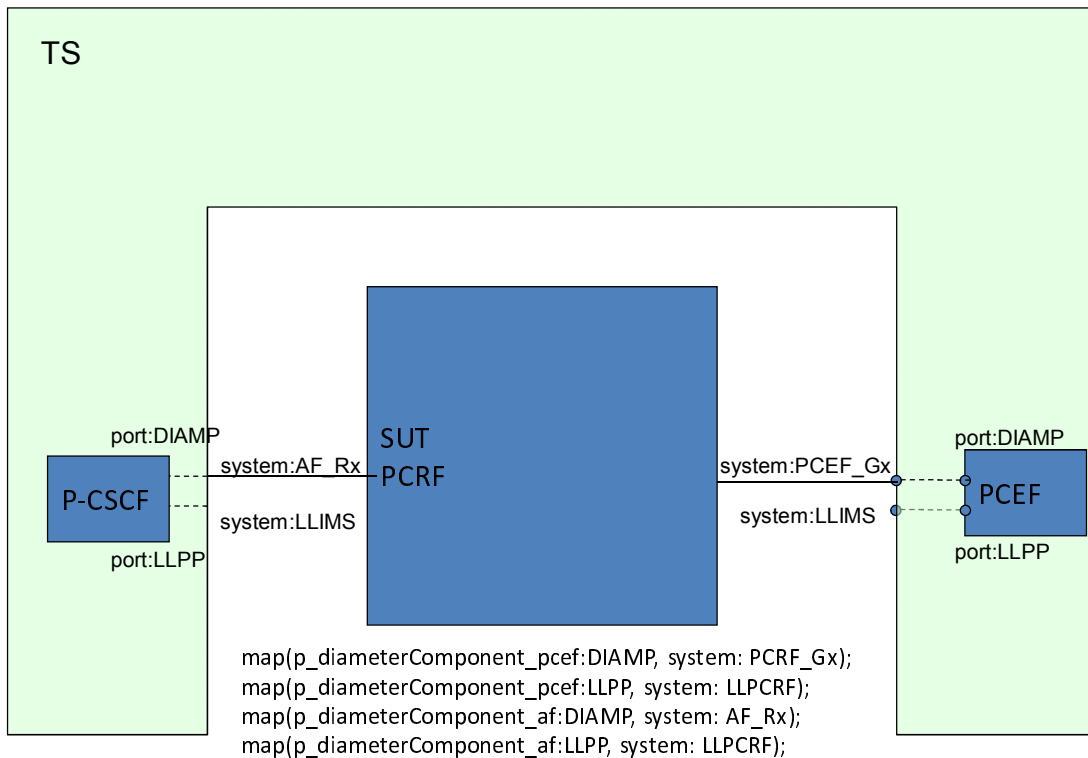 TS
port:DIAMP
P-CSCF
port:LLPP
system:AF_Rx
system:LLIMS
SUT
PCRF
system:PCEF_Gx
system:LLIMS
port:DIAMP
PCEF
port:LLPP
map(p_diameterComponent_pcef:DIAMP, system: PCRF_Gx);
map(p_diameterComponent_pcef:LLPP, system: LLPCRF);
map(p_diameterComponent_af:DIAMP, system: AF_Rx);
map(p_diameterComponent_af:LLPP, system: LLPCRF);